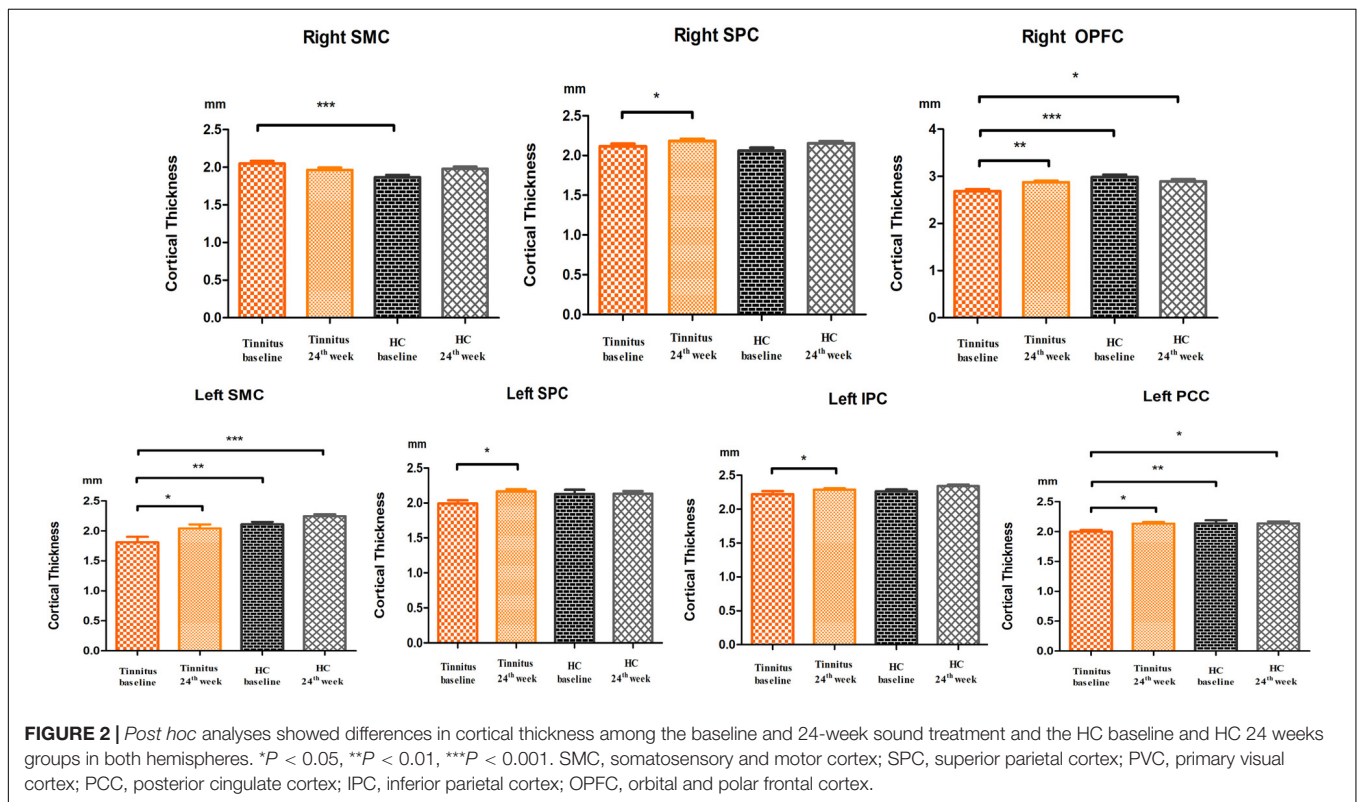 Right SMC
mm
***
Cortical Thickness
2.5
2.0
1.5
1.0
0.5
0.0
Tinnitus baseline
Tinnitus 24th week
HC baseline
HC 24th week
Right SPC
mm
*
Cortical Thickness
2.5
2.0
1.5
1.0
0.5
0.0
Tinnitus baseline
Tinnitus 24th week
HC baseline
HC 24th week
Right OPFC
mm
*
***
**
Cortical Thickness
4
3
2
1
0
Tinnitus baseline
Tinnitus 24th week
HC baseline
HC 24th week
Left SMC
mm
***
**
*
Cortical Thickness
2.5
2.0
1.5
1.0
0.5
0.0
Tinnitus baseline
Tinnitus 24th week
HC baseline
HC 24th week
Left SPC
mm
*
Cortical Thickness
2.5
2.0
1.5
1.0
0.5
0.0
Tinnitus baseline
Tinnitus 24th week
HC baseline
HC 24th week
Left IPC
mm
*
Cortical Thickness
2.5
2.0
1.5
1.0
0.5
0.0
Tinnitus baseline
Tinnitus 24th week
HC baseline
HC 24th week
Left PCC
mm
*
**
*
Cortical Thickness
2.5
2.0
1.5
1.0
0.5
0.0
Tinnitus baseline
Tinnitus 24th week
HC baseline
HC 24th week
FIGURE 2 | Post hoc analyses showed differences in cortical thickness among the baseline and 24-week sound treatment and the HC baseline and HC 24 weeks
groups in both hemispheres. *P < 0.05, **P < 0.01, ***P < 0.001. SMC, somatosensory and motor cortex; SPC, superior parietal cortex; PVC, primary visual
cortex; PCC, posterior cingulate cortex; IPC, inferior parietal cortex; OPFC, orbital and polar frontal cortex.